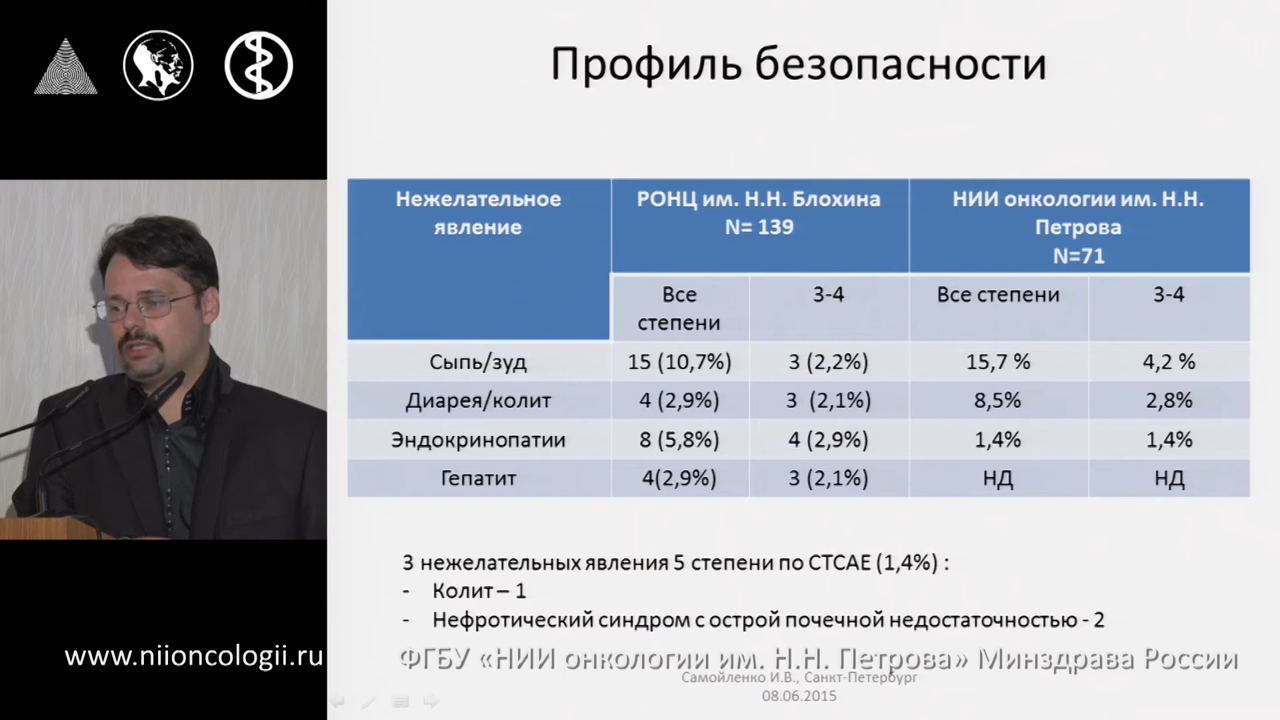 Профиль безопасности
Нежелательное явление
РОНЦ им. Н.Н. Блохина
N= 139
НИИ онкологии им. Н.Н. Петрова
N=71
Все степени
3-4
Все степени
3-4
Сыпь/зуд 15 (10,7%) 3 (2,2%) 15,7 % 4,2 %
Диарея/колит 4 (2,9%) 3 (2,1%) 8,5% 2,8%
Эндокринопатии 8 (5,8%) 4 (2,9%) 1,4% 1,4%
Гепатит 4(2,9%) 3 (2,1%) НД НД
3 нежелательных явления 5 степени по CTCAE (1,4%) :
- Колит – 1
- Нефротический синдром с острой почечной недостаточностью - 2
www.niioncologii.ru
ФГБУ «НИИ онкологии им. Н.Н. Петрова» Минздрава России
Самойленко И.В., Санкт-Петербург
08.06.2015